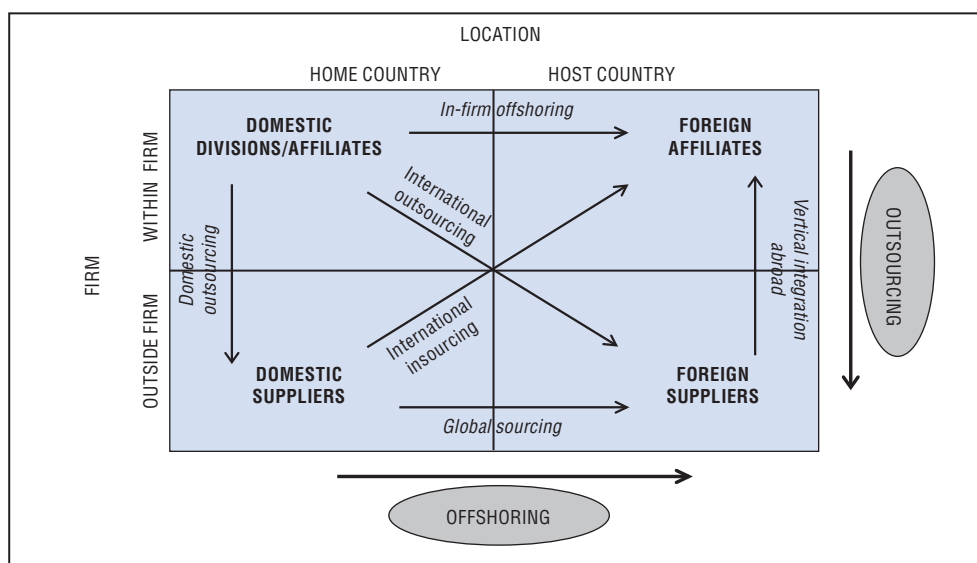 LOCATION
HOME COUNTRY
HOST COUNTRY
FIRM
WITHIN FIRM
OUTSIDE FIRM
DOMESTIC
DIVISIONS/AFFILIATES
In-firm offshoring
FOREIGN
AFFILIATES
International
outsourcing
Domestic
outsourcing
Vertical integration
abroad
International
insourcing
DOMESTIC
SUPPLIERS
FOREIGN
SUPPLIERS
Global sourcing
OUTSOURCING
OFFSHORING